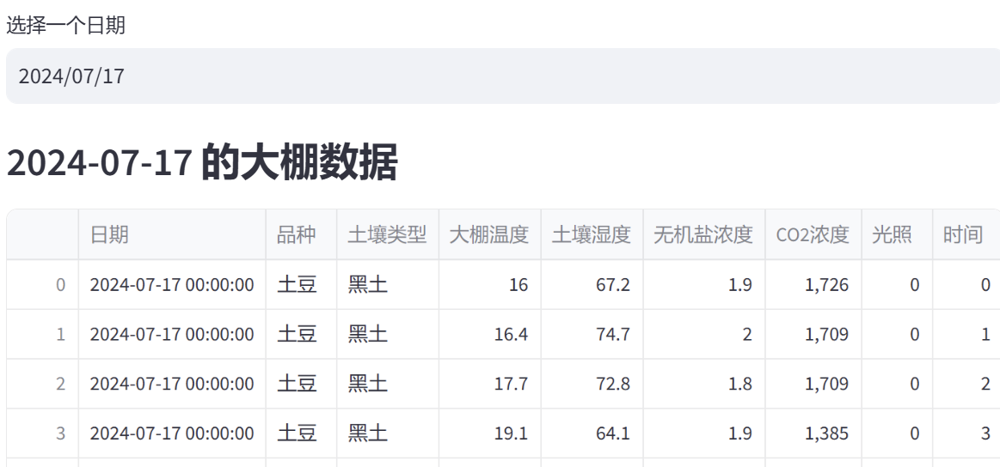 选择一个日期
2024/07/17
2024-07-17 的大棚数据
日期 品种 土壤类型 大棚温度 土壤湿度 无机盐浓度 CO2浓度 光照 时间
0 2024-07-17 00:00:00 土豆 黑土 16 67.2 1.9 1,726 0 0
1 2024-07-17 00:00:00 土豆 黑土 16.4 74.7 2 1,709 0 1
2 2024-07-17 00:00:00 土豆 黑土 17.7 72.8 1.8 1,709 0 2
3 2024-07-17 00:00:00 土豆 黑土 19.1 64.1 1.9 1,385 0 3